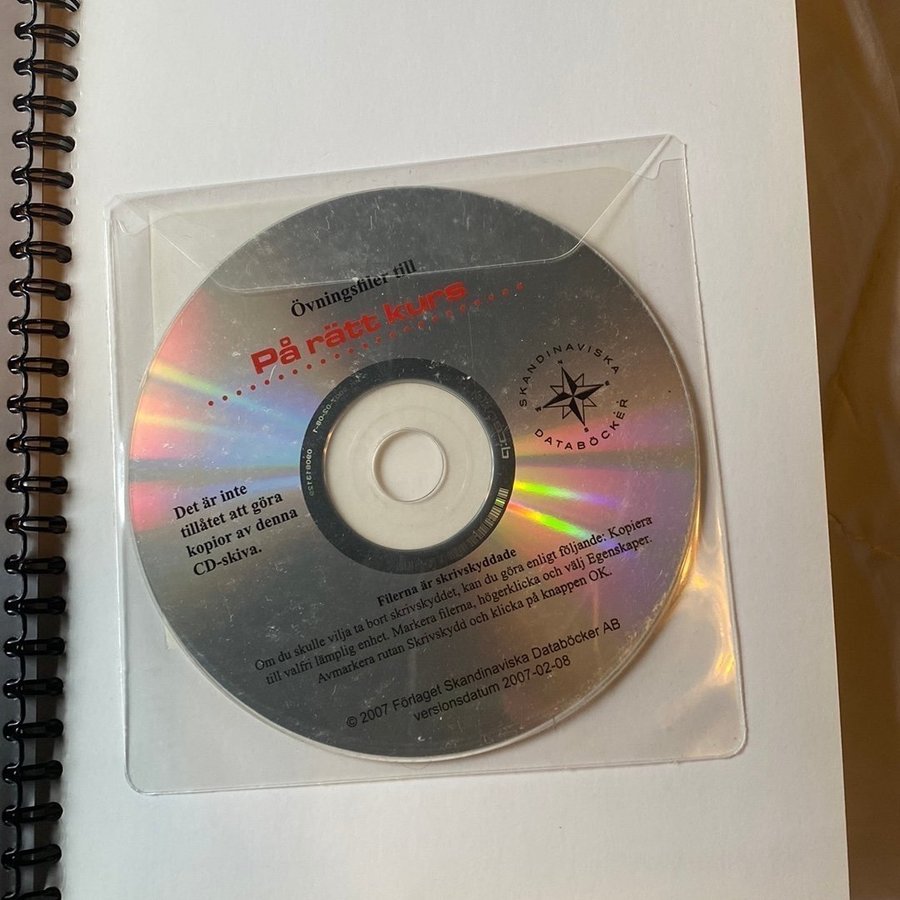 Övningsfiler till
På rätt kurs
SKANDINAVISKA
DATABÖCKER
Det är inte
tillåtet att göra
kopior av denna
CD-skiva.
Filerna är skrivskyddade
Om du skulle vilja ta bort skrivskyddet, kan du göra enligt följande: Kopiera
till valfri lämplig enhet. Markera filerna, högerklicka och välj Egenskaper.
Avmarkera rutan Skrivskydd och klicka på knappen OK.
© 2007 Förlaget Skandinaviska Databöcker AB
versionsdatum 2007-02-08